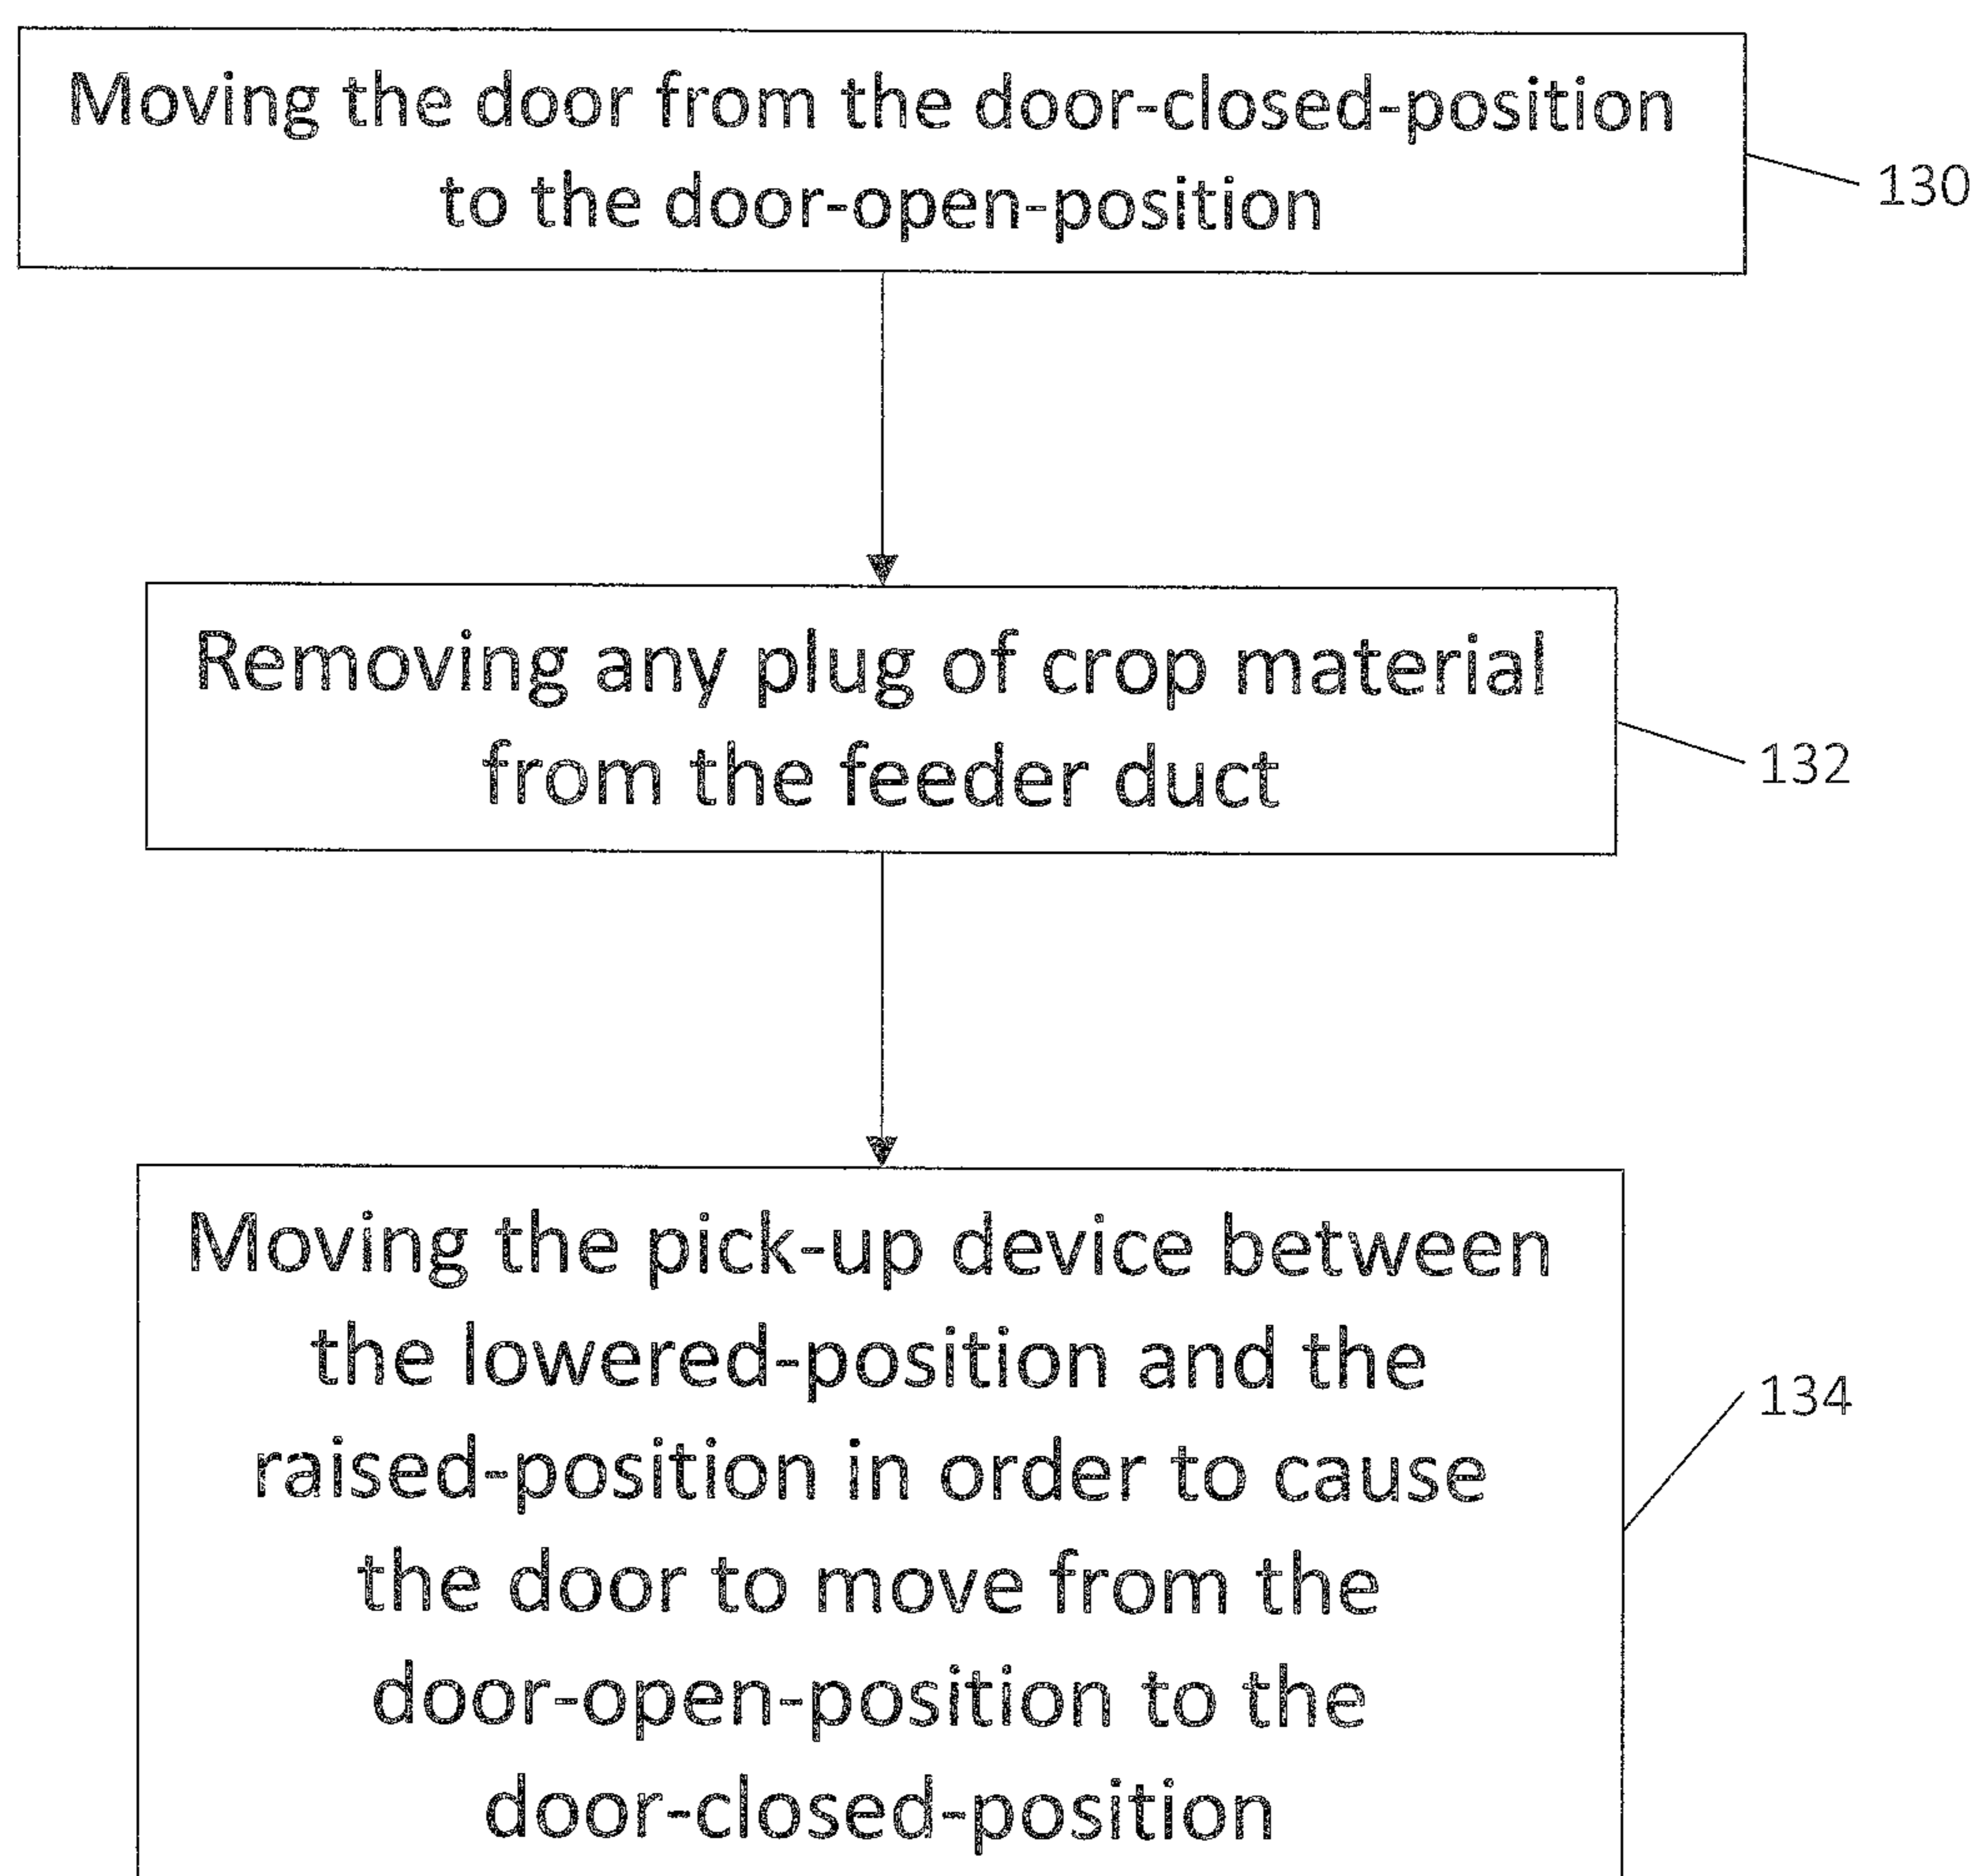 Moving the door from the door-closed-position
to the door-open-position
130
Removing any plug of crop material
from the feeder duct
132
Moving the pick-up device between
the lowered-position and the
raised-position in order to cause
the door to move from the
door-open-position to the
door-closed-position
134